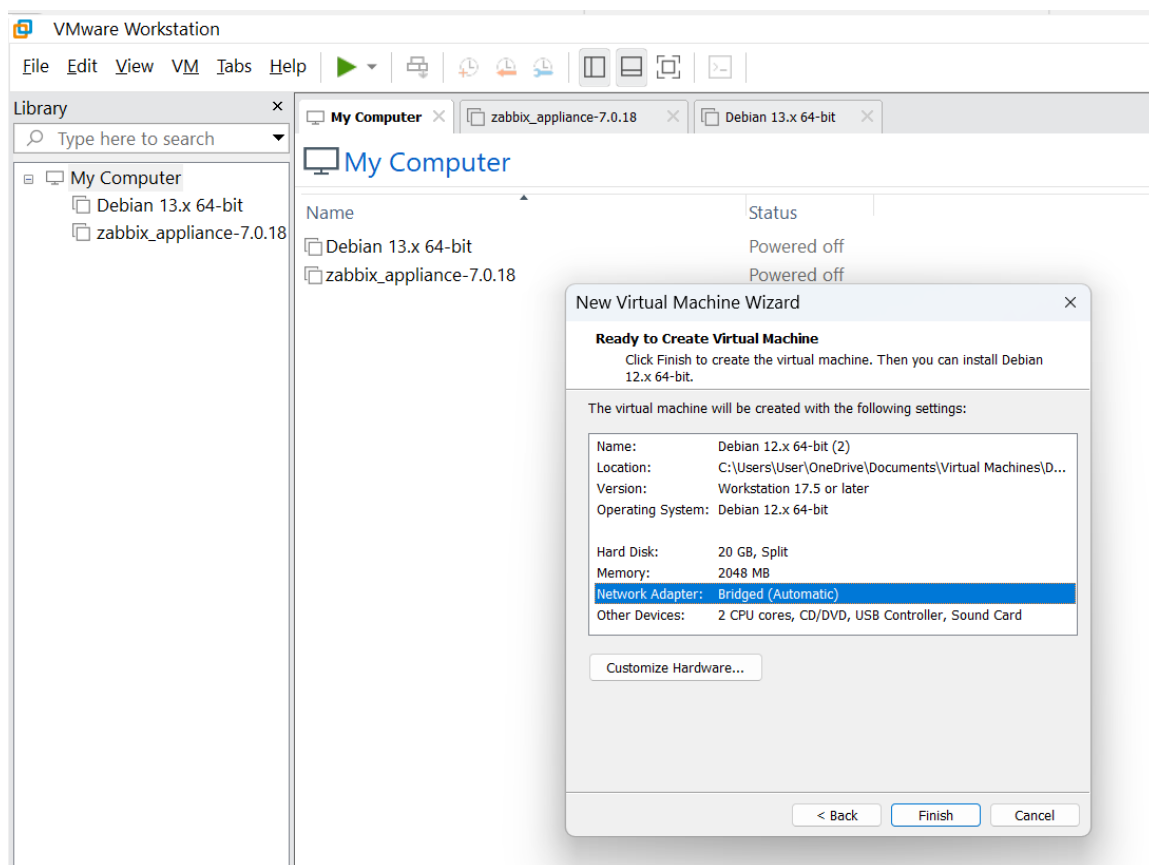 VMware Workstation
File Edit View VM Tabs Help
Library
Type here to search
My Computer
Debian 13.x 64-bit
zabbix_appliance-7.0.18
My Computer
zabbix_appliance-7.0.18
Debian 13.x 64-bit
My Computer
Name Status
Debian 13.x 64-bit Powered off
zabbix_appliance-7.0.18 Powered off
New Virtual Machine Wizard
Ready to Create Virtual Machine
Click Finish to create the virtual machine. Then you can install Debian
12.x 64-bit.
The virtual machine will be created with the following settings:
Name: Debian 12.x 64-bit (2)
Location: C:\Users\User\OneDrive\Documents\Virtual Machines\D...
Version: Workstation 17.5 or later
Operating System: Debian 12.x 64-bit
Hard Disk: 20 GB, Split
Memory: 2048 MB
Network Adapter: Bridged (Automatic)
Other Devices: 2 CPU cores, CD/DVD, USB Controller, Sound Card
Customize Hardware...
< Back Finish Cancel